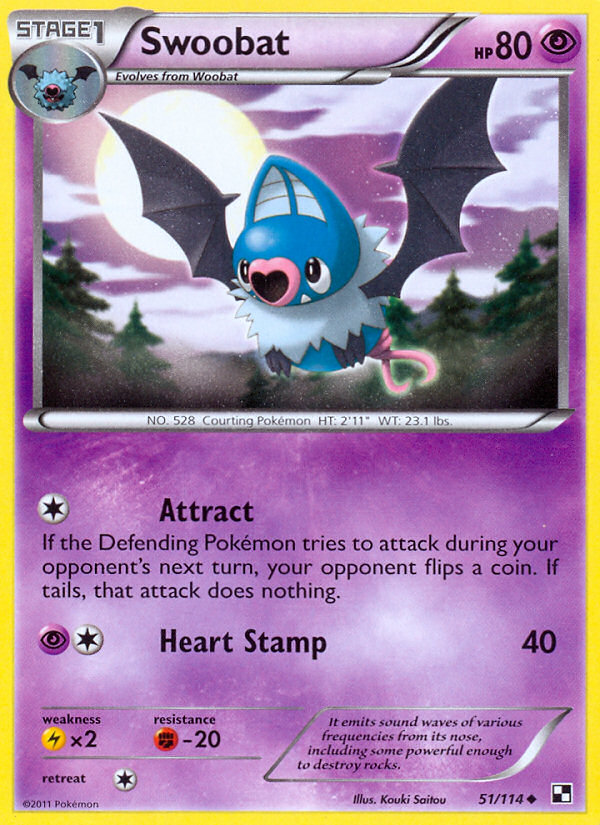 STAGE1
Swoobat
HP80
Evolves from Woobat
NO. 528 Courting Pokémon HT: 2'11" WT: 23.1 lbs.
Attract
If the Defending Pokémon tries to attack during your
opponent's next turn, your opponent flips a coin. If
tails, that attack does nothing.
Heart Stamp 40
weakness resistance
×2 -20
It emits sound waves of various
frequencies from its nose,
including some powerful enough
to destroy rocks.
retreat
©2011 Pokémon
Illus. Kouki Saitou 51/114